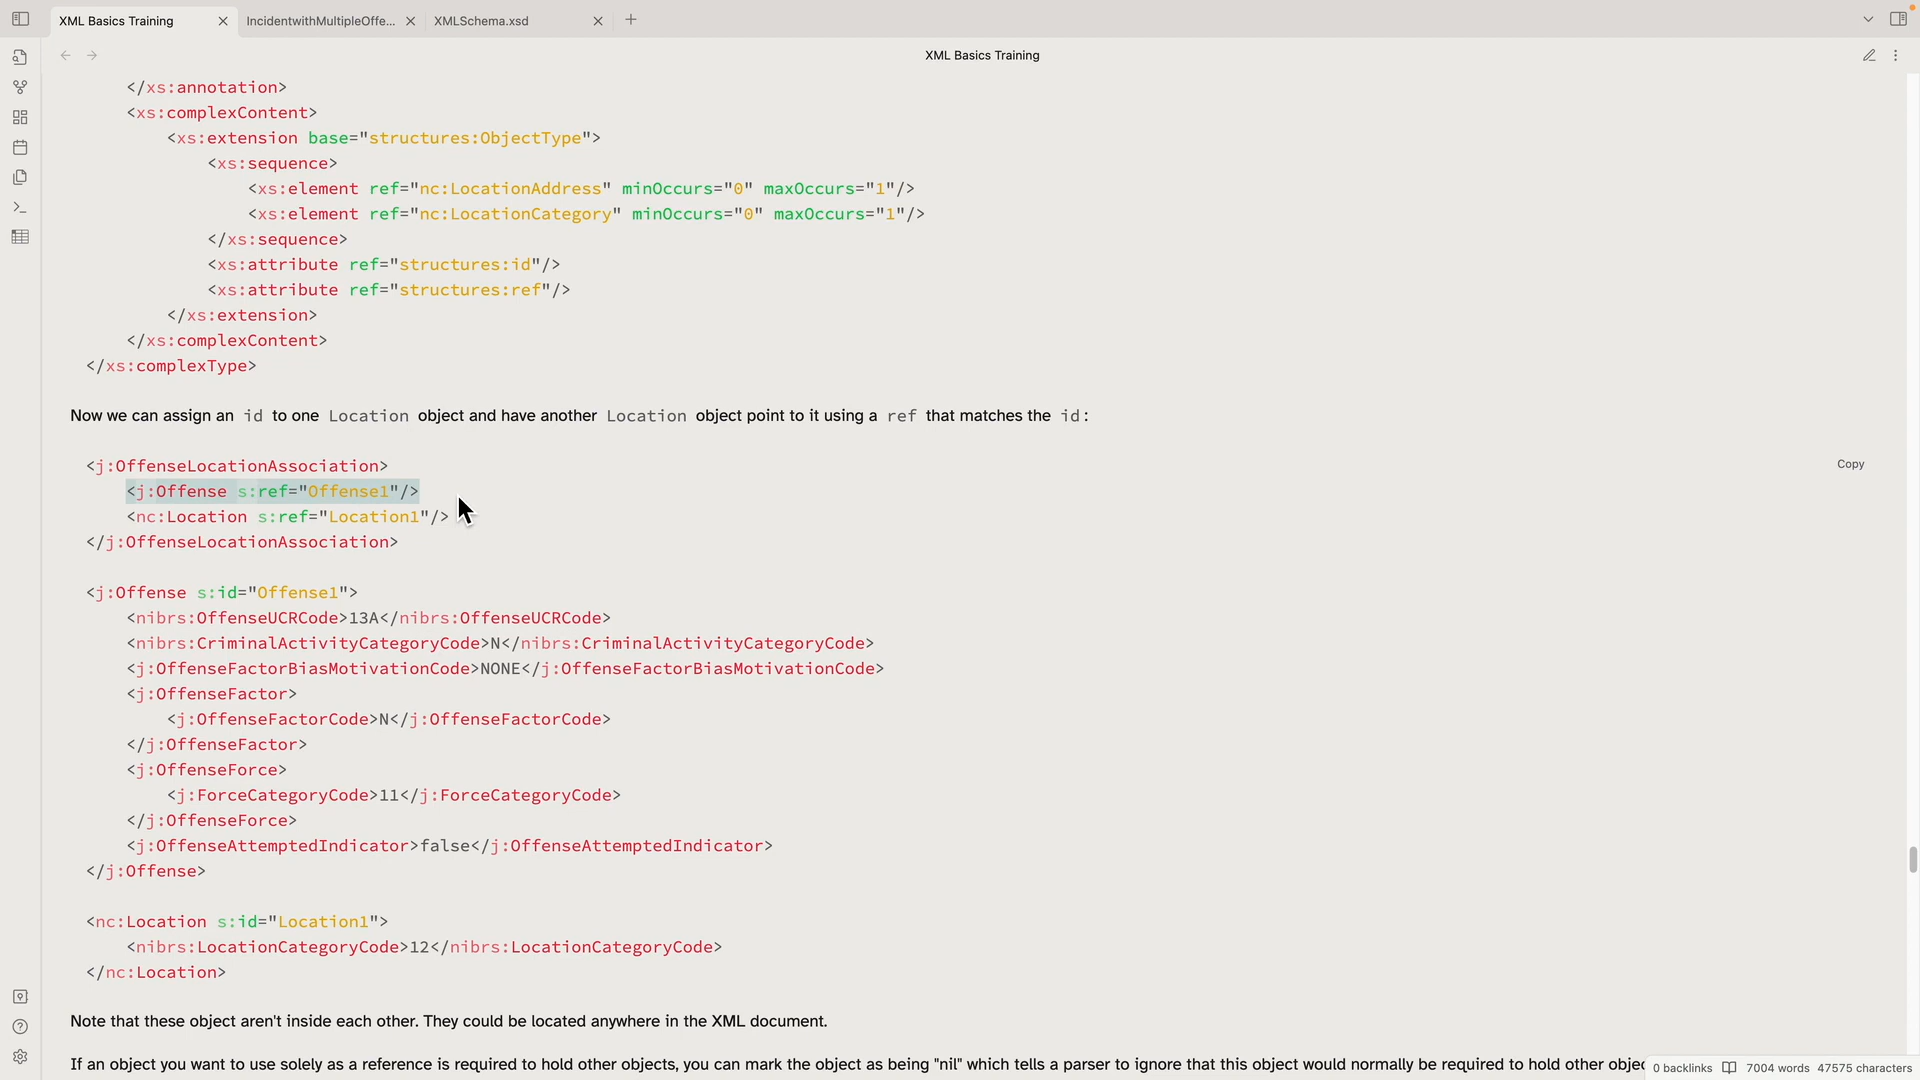 XML Basics Training
IncidentwithMultipleOffe...
XMLSchema.xsd
XML Basics Training
</xs:annotation>
<xs:complexContent>
<xs:extension base="structures:ObjectType">
<xs:sequence>
<xs:element ref="nc:LocationAddress" minOccurs="0" maxOccurs="1"/>
<xs:element ref="nc:LocationCategory" minOccurs="0" maxOccurs="1"/>
</xs:sequence>
<xs:attribute ref="structures:id"/>
<xs:attribute ref="structures:ref"/>
</xs:extension>
</xs:complexContent>
</xs:complexType>
Now we can assign an id to one Location object and have another Location object point to it using a ref that matches the id:
Copy
<j:OffenseLocationAssociation>
<j:Offense s:ref="Offense1"/>
<nc:Location s:ref="Location1"/>
</j:OffenseLocationAssociation>
<j:Offense s:id="Offense1">
<nibrs:OffenseUCRCode>13A</nibrs:OffenseUCRCode>
<nibrs:CriminalActivityCategoryCode>N</nibrs:CriminalActivityCategoryCode>
<j:OffenseFactorBiasMotivationCode>NONE</j:OffenseFactorBiasMotivationCode>
<j:OffenseFactor>
<j:OffenseFactorCode>N</j:OffenseFactorCode>
</j:OffenseFactor>
<j:OffenseForce>
<j:ForceCategoryCode>11</j:ForceCategoryCode>
</j:OffenseForce>
<j:OffenseAttemptedIndicator>false</j:OffenseAttemptedIndicator>
</j:Offense>
<nc:Location s:id="Location1">
<nibrs:LocationCategoryCode>12</nibrs:LocationCategoryCode>
</nc:Location>
Note that these object aren't inside each other. They could be located anywhere in the XML document.
If an object you want to use solely as a reference is required to hold other objects, you can mark the object as being "nil" which tells a parser to ignore that this object would normally be required to hold other objec
0 backlinks 7004 words 47575 characters